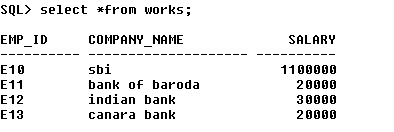 SQL> select *from works;
EMP_ID COMPANY_NAME SALARY
---------- -------------------- ----------
E10 sbi 1100000
E11 bank of baroda 20000
E12 indian bank 30000
E13 canara bank 20000